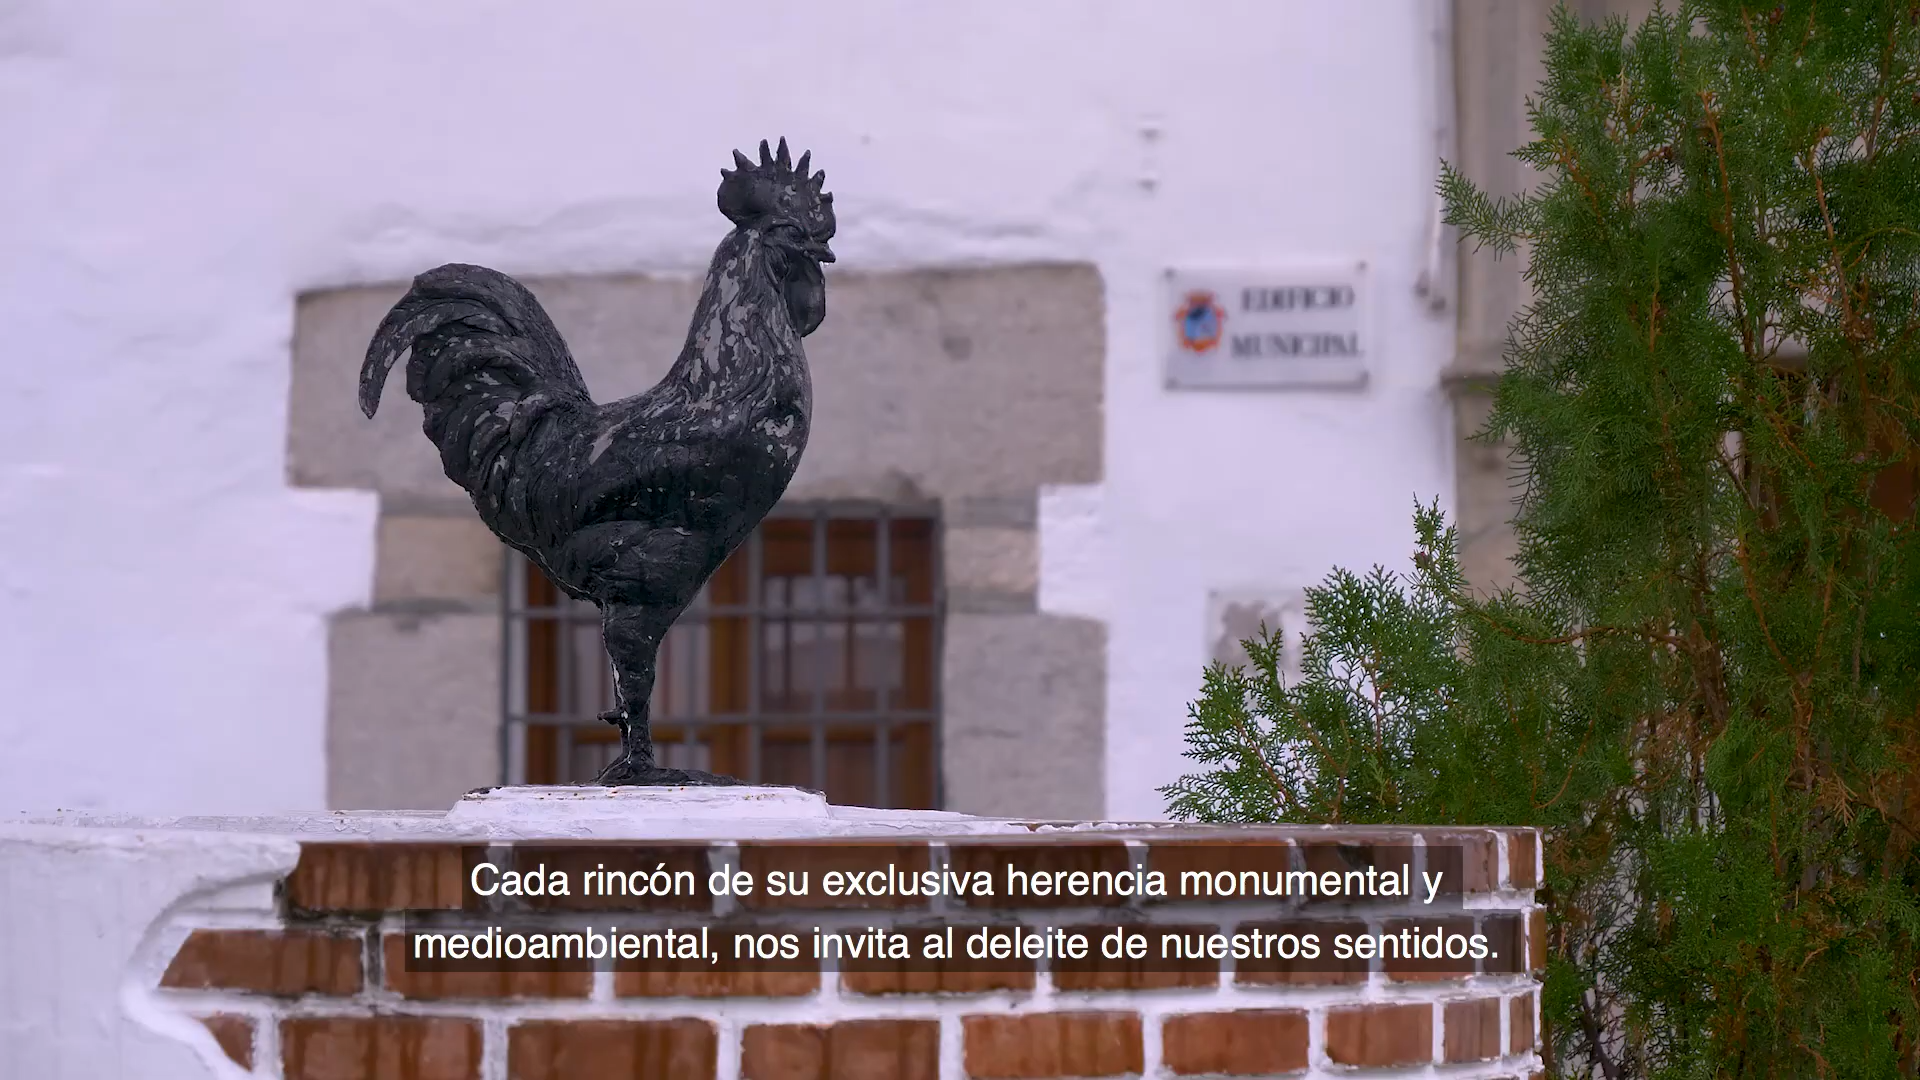 EDIFICIO
MUNICIPAL
Cada rincón de su exclusiva herencia monumental y
medioambiental, nos invita al deleite de nuestros sentidos.